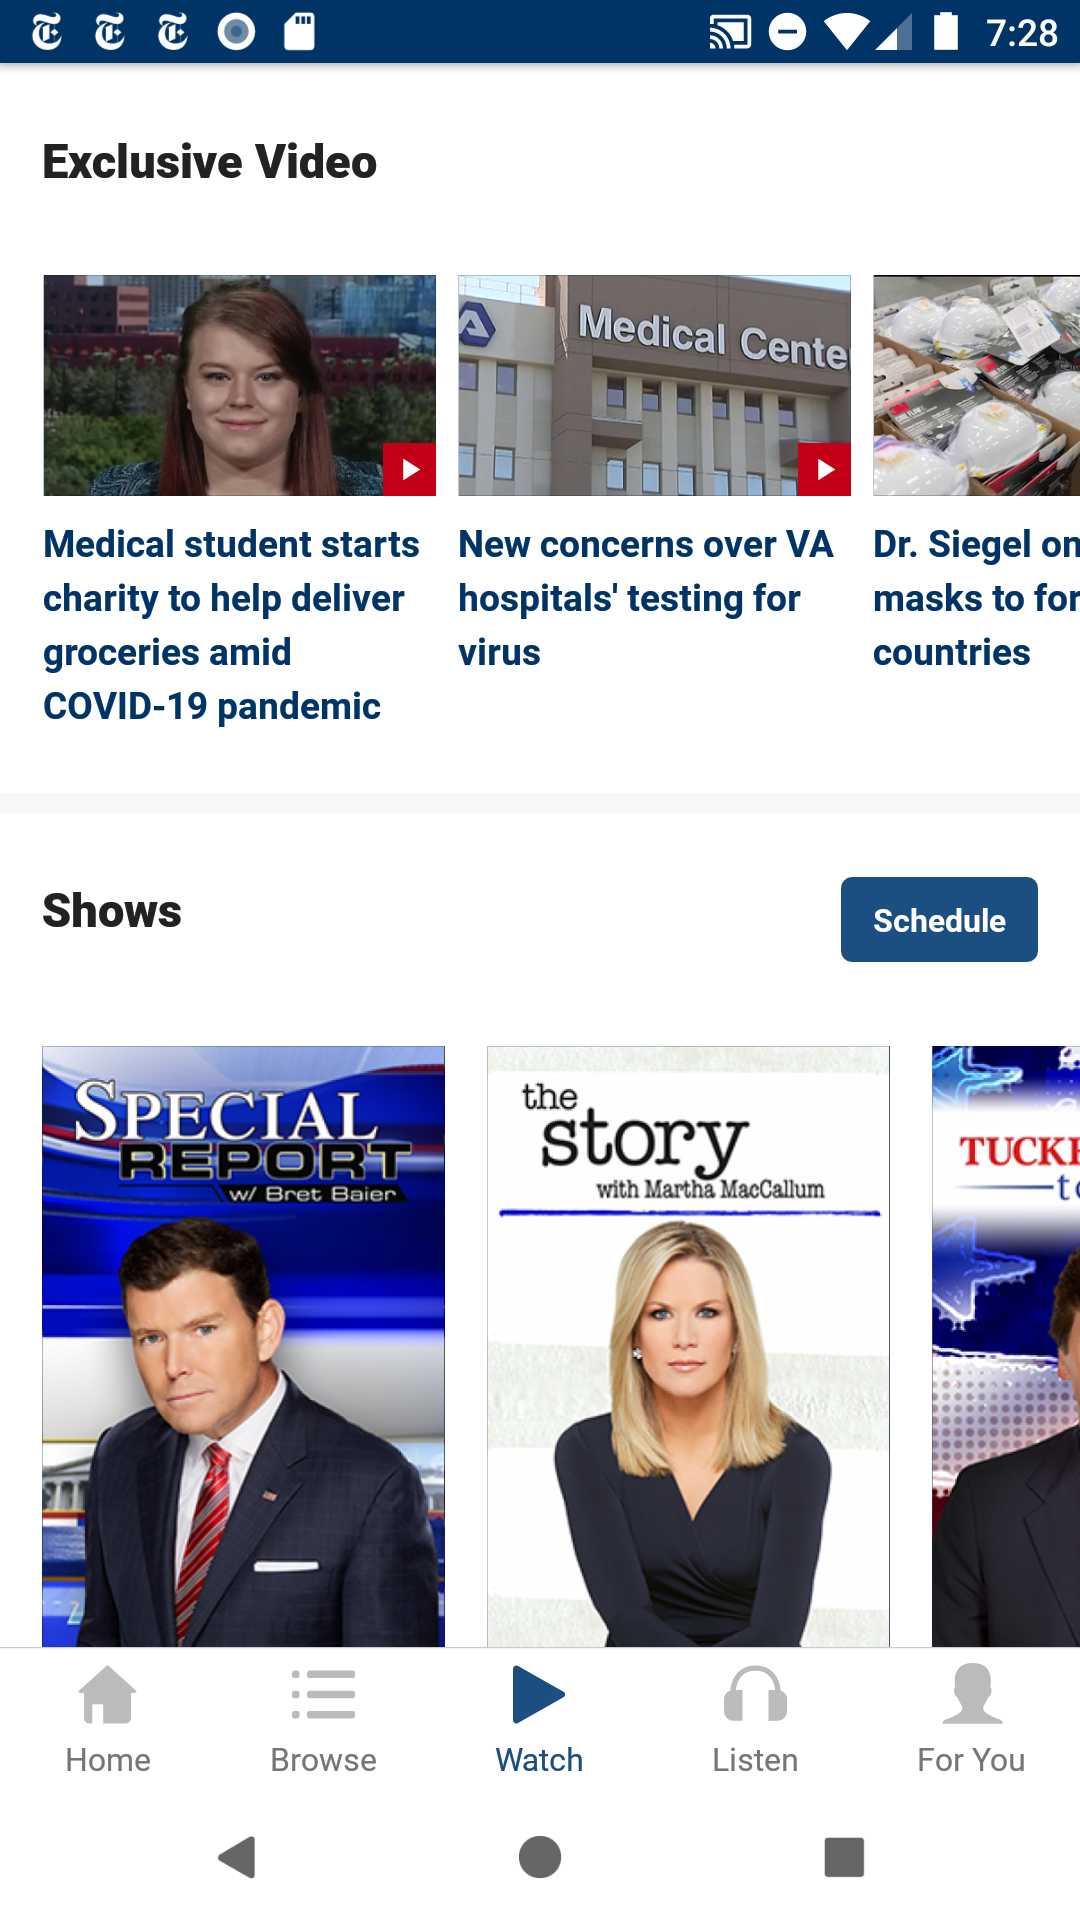 7:28
Exclusive Video
Medical Cente
Medical student starts
charity to help deliver
groceries amid
COVID-19 pandemic
New concerns over VA
hospitals' testing for
virus
Dr. Siegel on
masks to for
countries
Shows
Schedule
SPECIAL
REPORT
w/ Bret Baier
the
story
with Martha MacCallum
TUCK
to
Home
Browse
Watch
Listen
For You